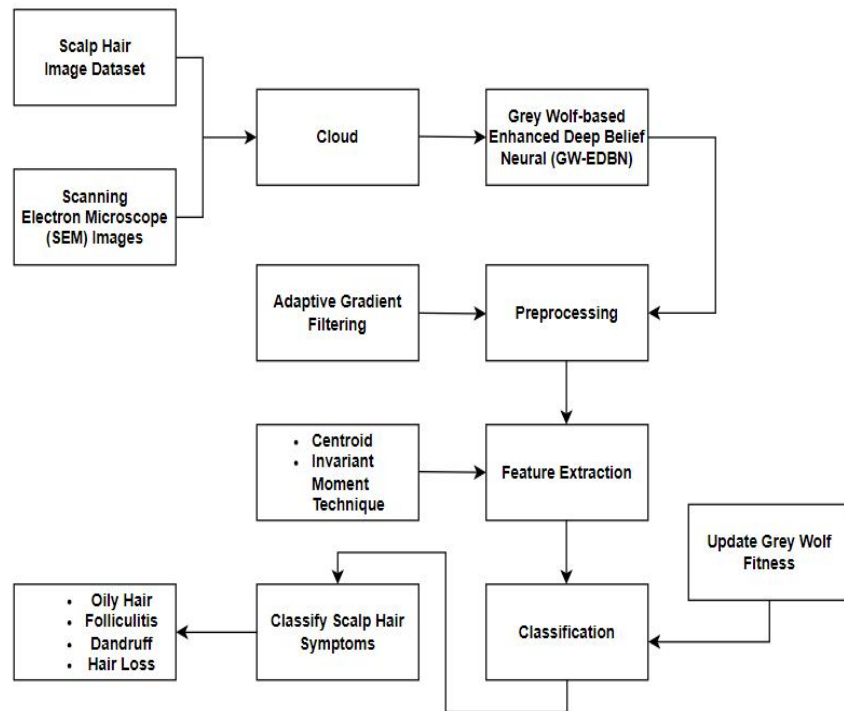 Scalp Hair
Image Dataset
Cloud
Grey Wolf-based
Enhanced Deep Belief
Neural (GW-EDBN)
Scanning
Electron Microscope
(SEM) Images
Adaptive Gradient
Filtering
Preprocessing
• Centroid
• Invariant
Moment
Technique
Feature Extraction
Update Grey Wolf
Fitness
• Oily Hair
• Folliculitis
• Dandruff
• Hair Loss
Classify Scalp Hair
Symptoms
Classification